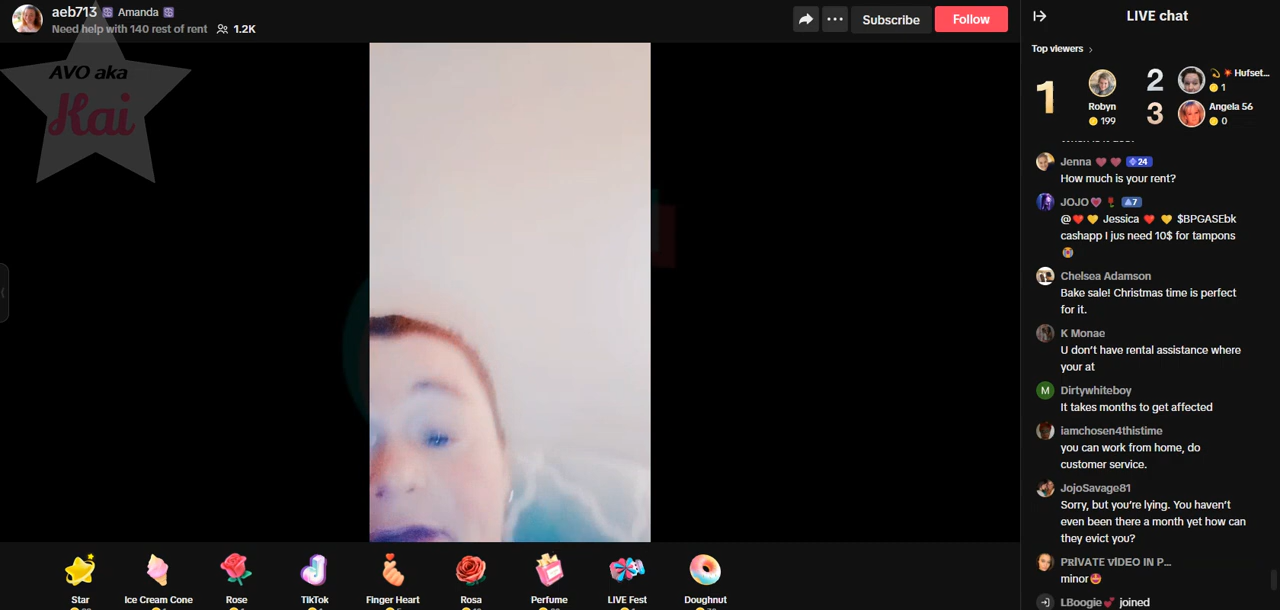 aeb713 Amanda
Need help with 140 rest of rent 1.2K
Subscribe
Follow
AVO aka
Kai
LIVE chat
Top viewers
1
Robyn
199
2
Hufset...
1
3
Angela 56
0
Jenna 24
How much is your rent?
JOJO 7
@ Jessica $BPGASEbk
cashapp I jus need 10$ for tampons
Chelsea Adamson
Bake sale! Christmas time is perfect
for it.
K Monae
U don't have rental assistance where
your at
M
Dirtywhiteboy
It takes months to get affected
iamchosen4thistime
you can work from home, do
customer service.
JojoSavage81
Sorry, but you're lying. You haven't
even been there a month yet how can
they evict you?
PRİVATE VİDEO IN P...
minor
LBoogie joined
Star
Ice Cream Cone
Rose
TikTok
Finger Heart
Rosa
Perfume
LIVE Fest
Doughnut